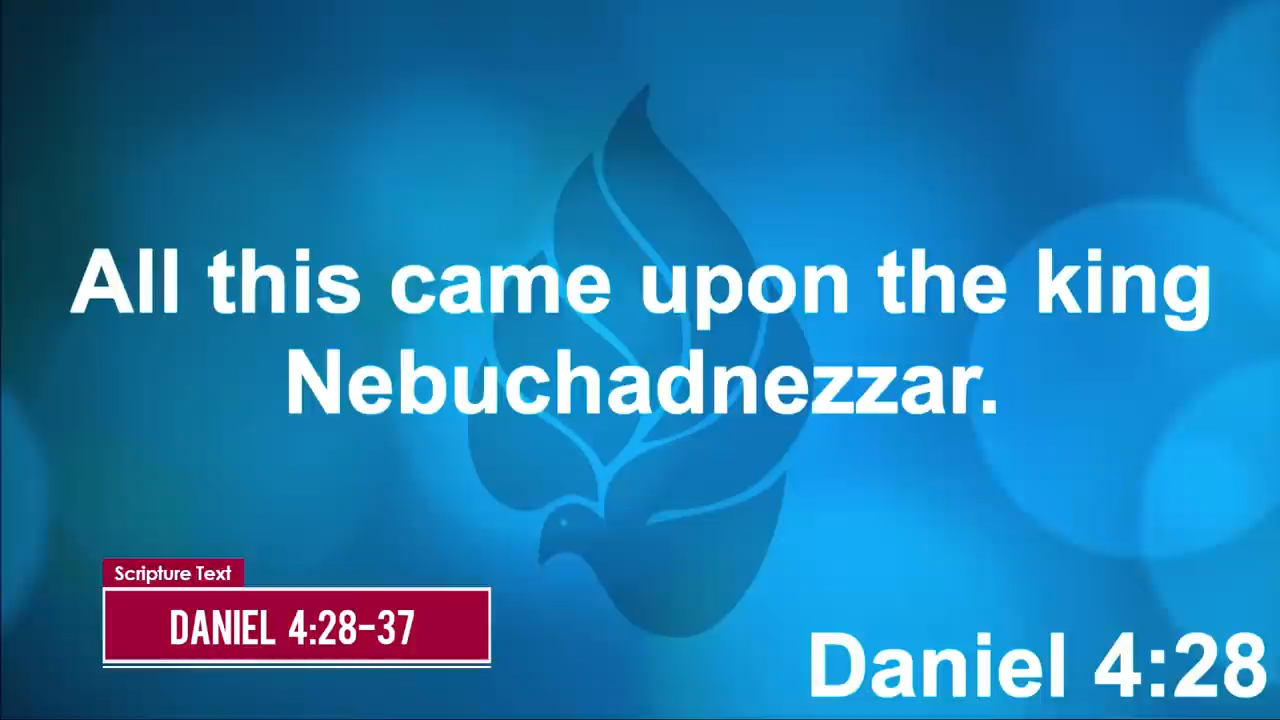 All this came upon the king
Nebuchadnezzar.
Scripture Text
DANIEL 4:28-37
Daniel 4:28